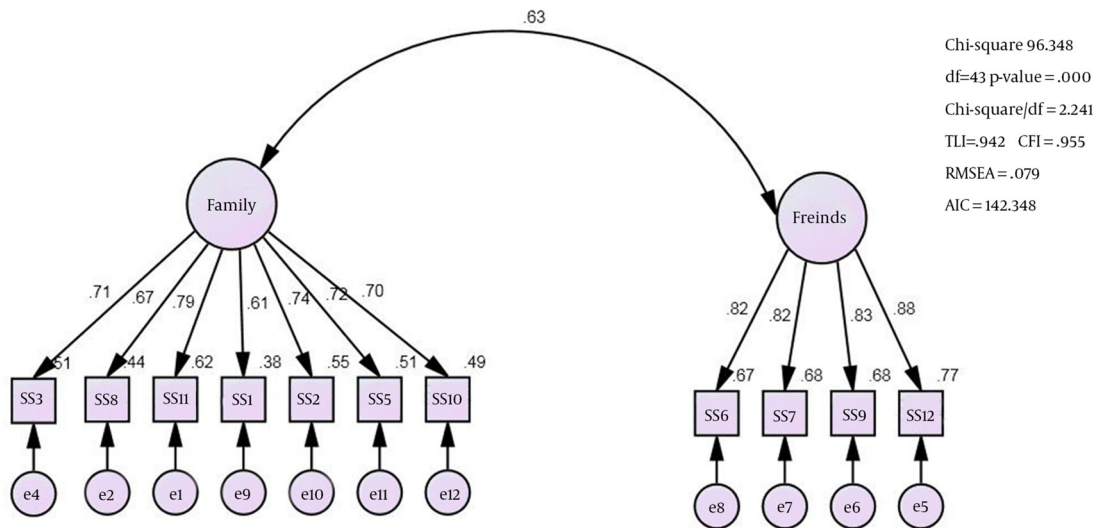 .63
Chi-square 96.348
df=43 p-value = .000
Chi-square/df = 2.241
TLI=.942 CFI = .955
RMSEA = .079
AIC = 142.348
Family
Freinds
.71 .67 .79 .61 .74 .72 .70
.82 .82 .83 .88
.51 .44 .62 .38 .55 .51 .49
.67 .68 .68 .77
SS3 SS8 SS11 SS1 SS2 SS5 SS10
SS6 SS7 SS9 SS12
e4 e2 e1 e9 e10 e11 e12
e8 e7 e6 e5